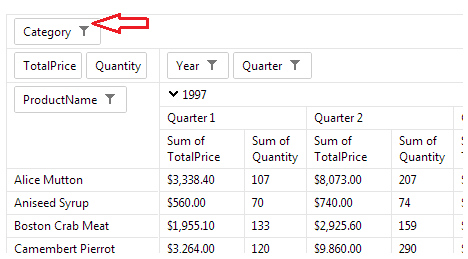 Category
TotalPrice Quantity Year Quarter
ProductName 1997
Quarter 1 Quarter 2
Sum of TotalPrice Sum of Quantity Sum of TotalPrice Sum of Quantity
Alice Mutton $3,338.40 107 $8,073.00 207
Aniseed Syrup $560.00 70 $740.00 74
Boston Crab Meat $1,955.10 133 $2,925.60 159
Camembert Pierrot $3,264.00 120 $9,860.00 290